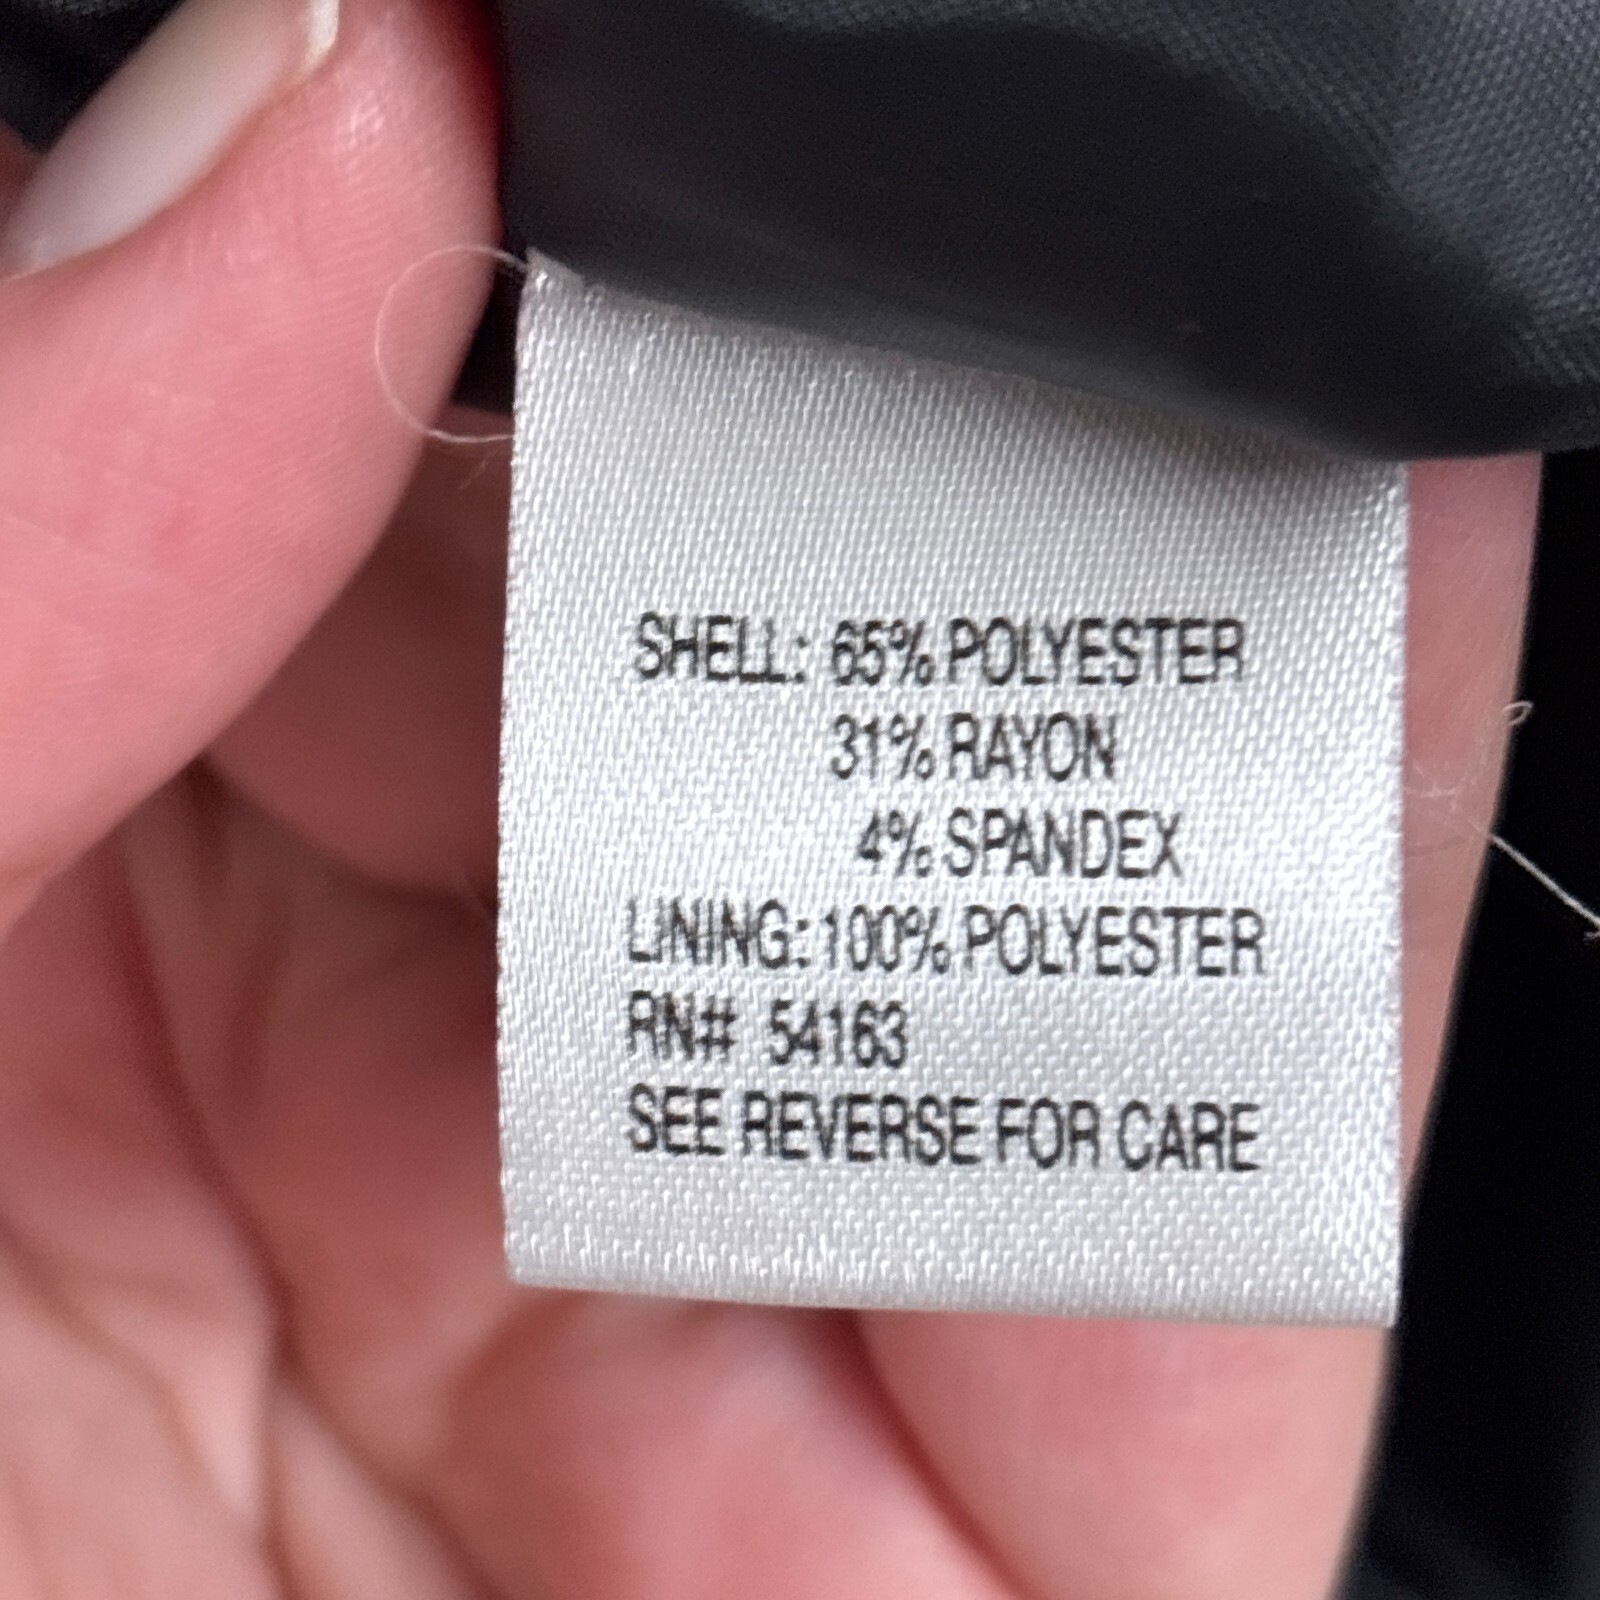 SHELL: 65% POLYESTER
31% RAYON
4% SPANDEX
LINING: 100% POLYESTER
RN# 54163
SEE REVERSE FOR CARE